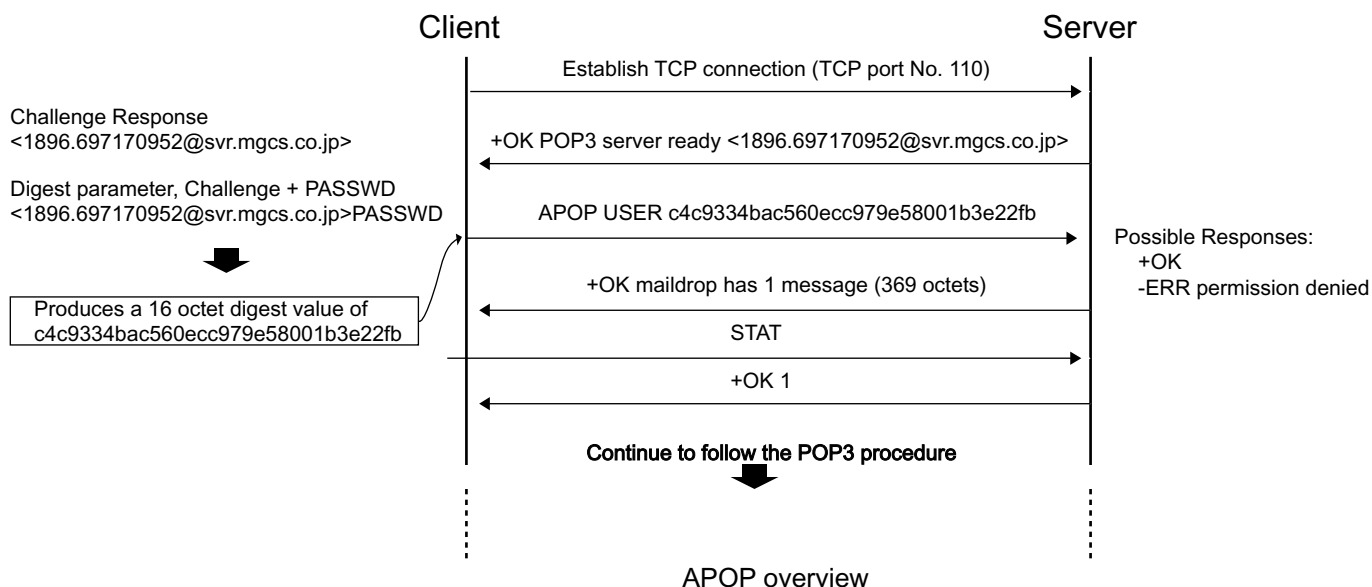 Client
Server
Establish TCP connection (TCP port No. 110)
Challenge Response
<1896.697170952@svr.mgcs.co.jp>
+OK POP3 server ready <1896.697170952@svr.mgcs.co.jp>
Digest parameter, Challenge + PASSWD
<1896.697170952@svr.mgcs.co.jp>PASSWD
APOP USER c4c9334bac560ecc979e58001b3e22fb
Possible Responses:
+OK
-ERR permission denied
+OK maildrop has 1 message (369 octets)
Produces a 16 octet digest value of
c4c9334bac560ecc979e58001b3e22fb
STAT
+OK 1
Continue to follow the POP3 procedure
APOP overview